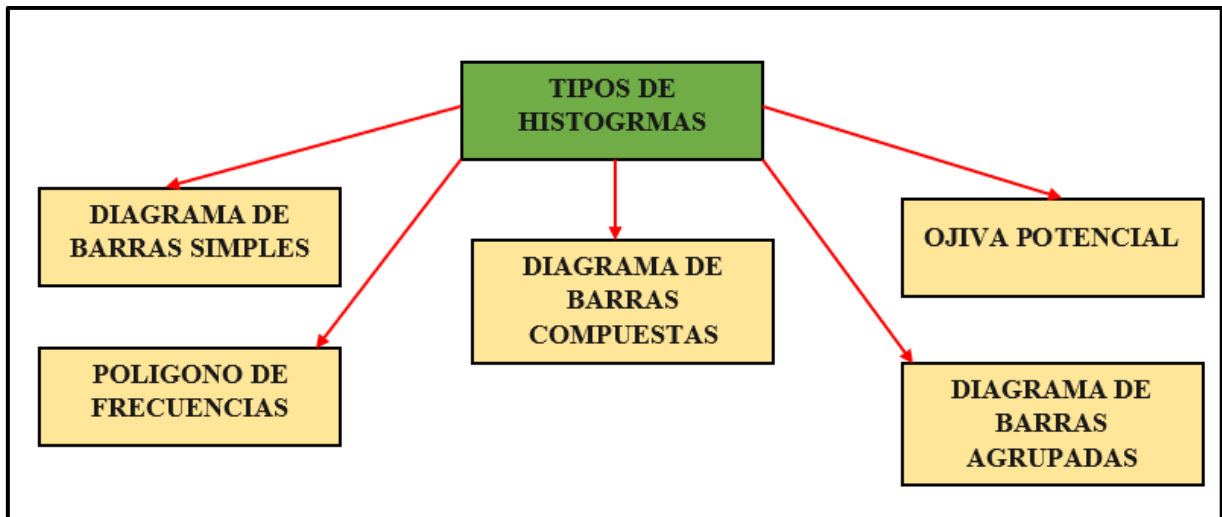 TIPOS DE
HISTOGRMAS
DIAGRAMA DE
BARRAS SIMPLES
POLIGONO DE
FRECUENCIAS
DIAGRAMA DE
BARRAS
COMPUESTAS
OJIVA POTENCIAL
DIAGRAMA DE
BARRAS
AGRUPADAS